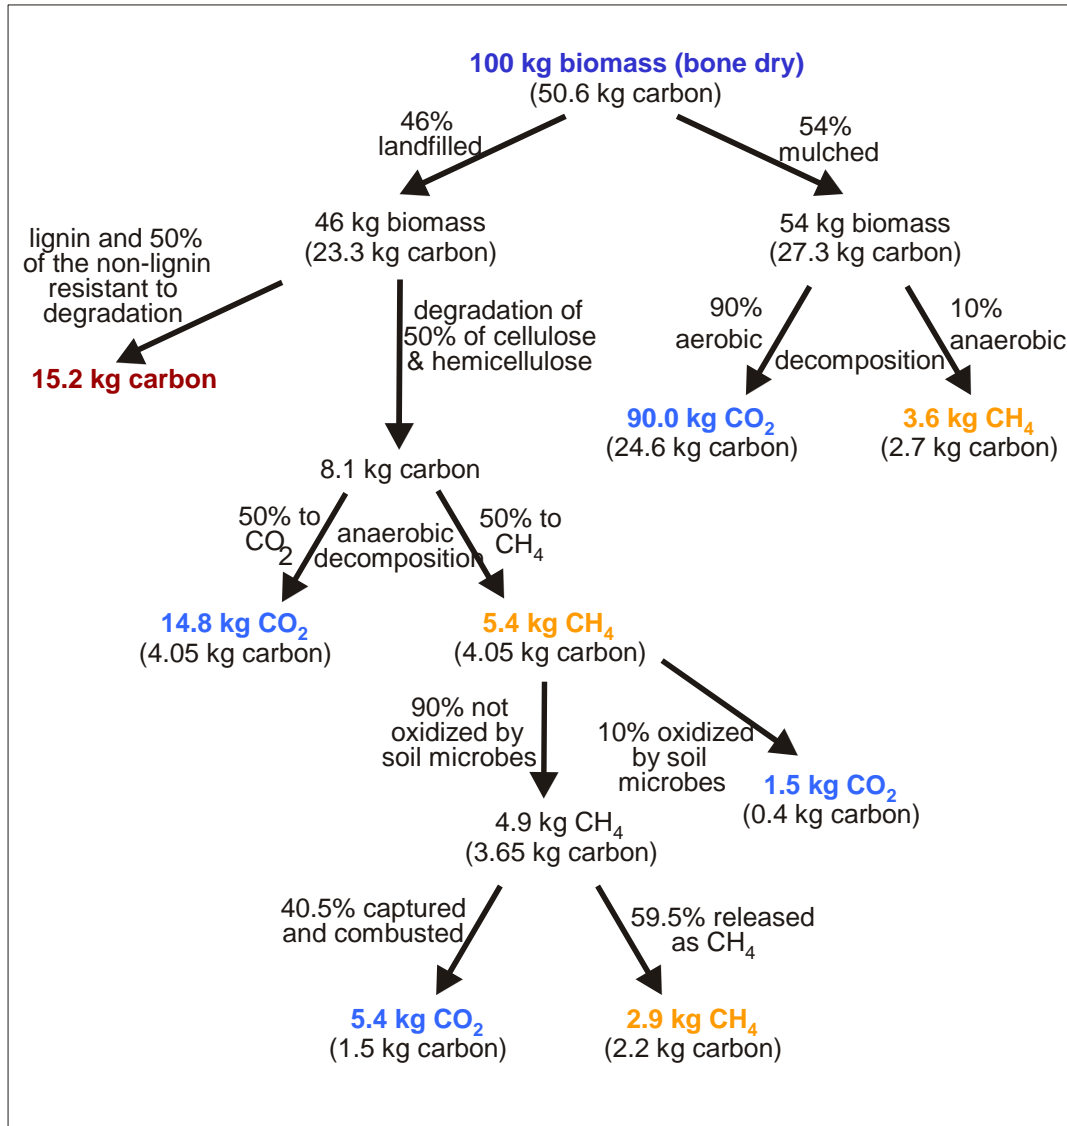 100 kg biomass (bone dry)
(50.6 kg carbon)
46%
landfilled
54%
mulched
46 kg biomass
(23.3 kg carbon)
54 kg biomass
(27.3 kg carbon)
lignin and 50%
of the non-lignin
resistant to
degradation
degradation of
50% of cellulose
& hemicellulose
90%
aerobic
decomposition
10%
anaerobic
15.2 kg carbon
90.0 kg CO₂
(24.6 kg carbon)
3.6 kg CH₄
(2.7 kg carbon)
8.1 kg carbon
50% to
CO₂
anaerobic
decomposition
50% to
CH₄
14.8 kg CO₂
(4.05 kg carbon)
5.4 kg CH₄
(4.05 kg carbon)
90% not
oxidized by
soil microbes
10% oxidized
by soil
microbes
1.5 kg CO₂
(0.4 kg carbon)
4.9 kg CH₄
(3.65 kg carbon)
40.5% captured
and combusted
59.5% released
as CH₄
5.4 kg CO₂
(1.5 kg carbon)
2.9 kg CH₄
(2.2 kg carbon)